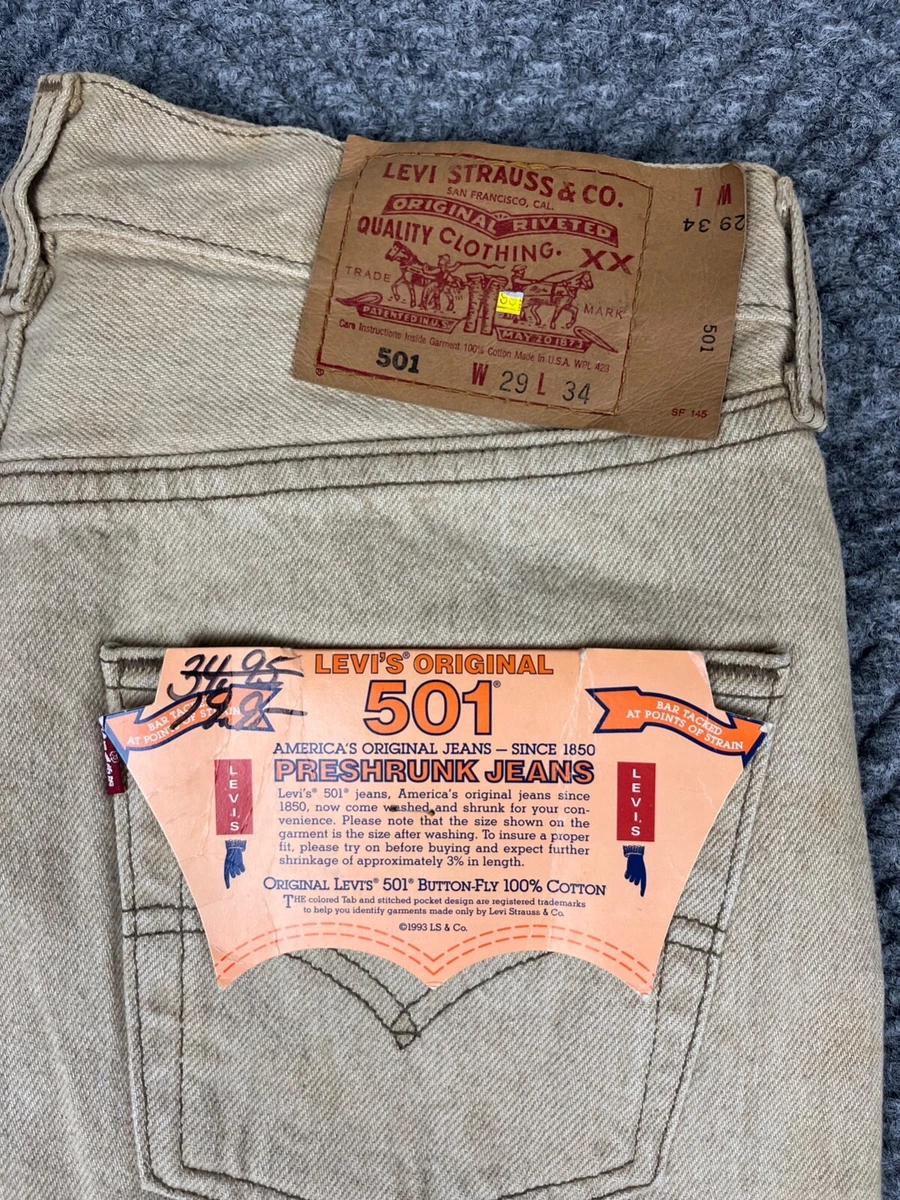 LEVI STRAUSS & CO.
SAN FRANCISCO, CAL.
ORIGINAL RIVETED
QUALITY CLOTHING.
XX
TRADE MARK
PATENTED IN U.S.
MAY 20 1873
Care Instructions Inside Garment 100% Cotton Made in U.S.A. WPL 423
501 W 29 L 34
1 M
29 34
501
SF 145
34.95
LEVI'S® ORIGINAL
501®
BAR TACKED
AT POINTS OF STRAIN
BAR TACKED
AT POINTS OF STRAIN
AMERICA'S ORIGINAL JEANS — SINCE 1850
PRESHRUNK JEANS
LEVI'S
LEVI'S
Levi's® 501® jeans, America's original jeans since
1850, now come washed and shrunk for your con-
venience. Please note that the size shown on the
garment is the size after washing. To insure a proper
fit, please try on before buying and expect further
shrinkage of approximately 3% in length.
ORIGINAL LEVI'S® 501® BUTTON-FLY 100% COTTON
THE colored Tab and stitched pocket design are registered trademarks
to help you identify garments made only by Levi Strauss & Co.
©1993 LS & Co.